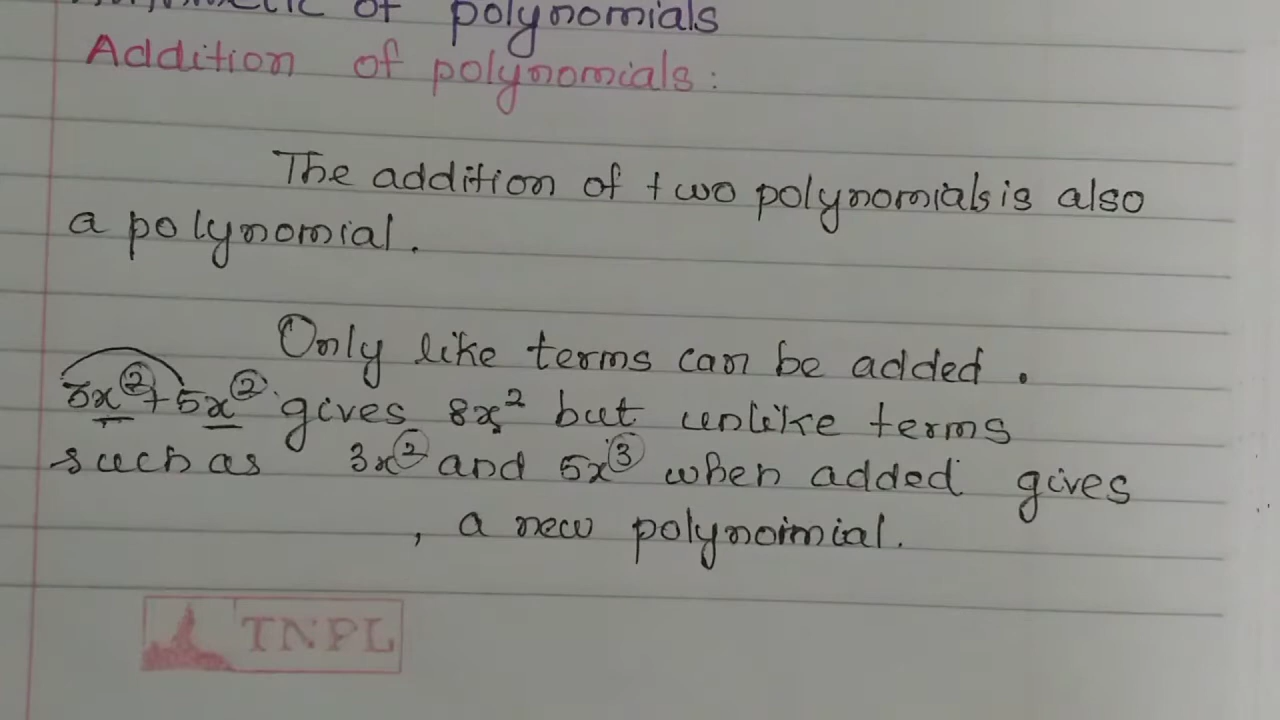 of polynomials
Addition of polynomials:
The addition of two polynomials is also
a polynomial.
Only like terms can be added.
3x² + 5x² gives 8x² but unlike terms
such as 3x² and 5x³ when added gives
, a new polynoimial.
TNPL